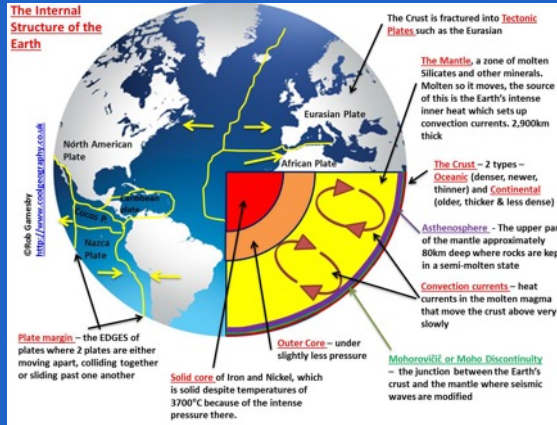 The Internal
Structure of the
Earth
The Crust is fractured into Tectonic
Plates such as the Eurasian
The Mantle, a zone of molten
Silicates and other minerals.
Molten so it moves, the source
of this is the Earth's intense
inner heat which sets up
convection currents. 2,900km
thick
Eurasian Plate
North American
Plate
African Plate
The Crust – 2 types –
Oceanic (denser, newer,
thinner) and Continental
(older, thicker & less dense)
Caribbean
Plate
Cocos P.
Nazca
Plate
©Rob Gamesby
http://www.coolgeography.co.uk
Asthenosphere - The upper part
of the mantle approximately
80km deep where rocks are kept
in a semi-molten state
Convection currents – heat
currents in the molten magma
that move the crust above very
slowly
Plate margin – the EDGES of
plates where 2 plates are either
moving apart, colliding together
or sliding past one another
Outer Core – under
slightly less pressure
Solid core of Iron and Nickel, which
is solid despite temperatures of
3700°C because of the intense
pressure there.
Mohorovičić or Moho Discontinuity
– the junction between the Earth's
crust and the mantle where seismic
waves are modified